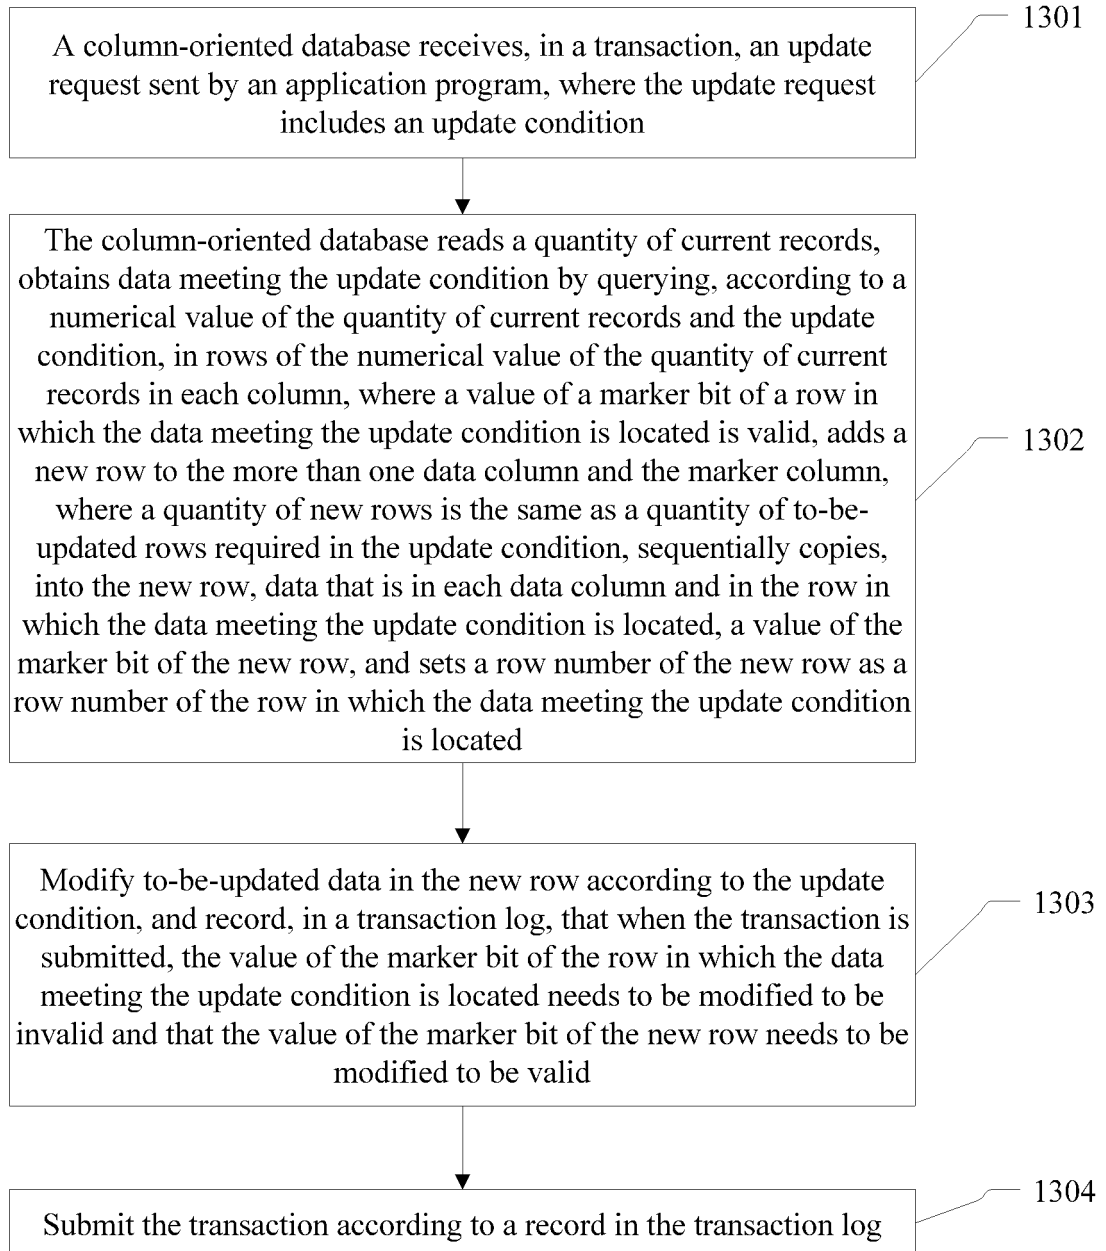 1301
A column-oriented database receives, in a transaction, an update
request sent by an application program, where the update request
includes an update condition
The column-oriented database reads a quantity of current records,
obtains data meeting the update condition by querying, according to a
numerical value of the quantity of current records and the update
condition, in rows of the numerical value of the quantity of current
records in each column, where a value of a marker bit of a row in
which the data meeting the update condition is located is valid, adds a
new row to the more than one data column and the marker column,
where a quantity of new rows is the same as a quantity of to-be-
updated rows required in the update condition, sequentially copies,
into the new row, data that is in each data column and in the row in
which the data meeting the update condition is located, a value of the
marker bit of the new row, and sets a row number of the new row as a
row number of the row in which the data meeting the update condition
is located
1302
Modify to-be-updated data in the new row according to the update
condition, and record, in a transaction log, that when the transaction is
submitted, the value of the marker bit of the row in which the data
meeting the update condition is located needs to be modified to be
invalid and that the value of the marker bit of the new row needs to be
modified to be valid
1303
Submit the transaction according to a record in the transaction log
1304